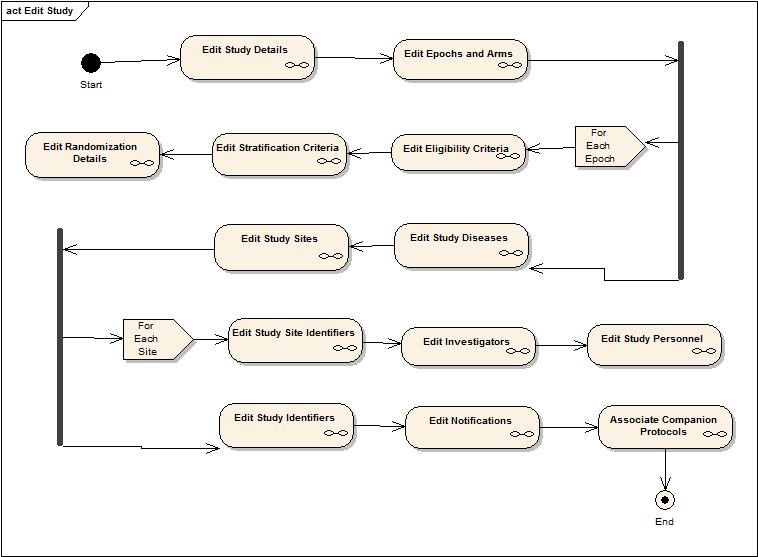 act Edit Study
Edit Study Details
Edit Epochs and Arms
Start
For
Each
Epoch
Edit Eligibility Criteria
Edit Stratification Criteria
Edit Randomization
Details
Edit Study Diseases
Edit Study Sites
For
Each
Site
Edit Study Site Identifiers
Edit Investigators
Edit Study Personnel
Edit Study Identifiers
Edit Notifications
Associate Companion
Protocols
End